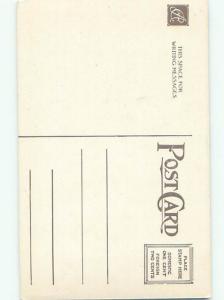 THIS SPACE FOR
WRITING MESSAGES
POST CARD
PLACE
STAMP HERE
DOMESTIC
ONE CENT
FOREIGN
TWO CENTS